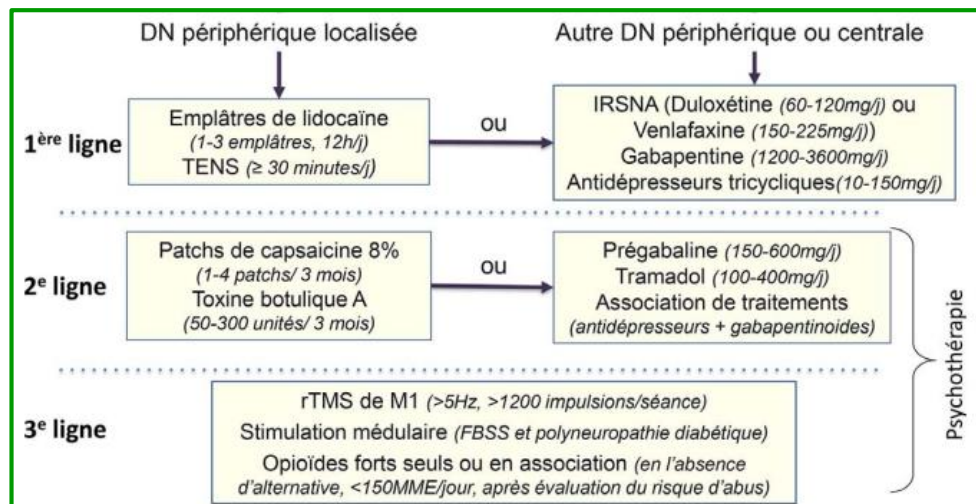 DN périphérique localisée
Autre DN périphérique ou centrale
1ère ligne
Emplâtres de lidocaïne
(1-3 emplâtres, 12h/j)
TENS (≥ 30 minutes/j)
ou
IRSNA (Duloxétine (60-120mg/j) ou
Venlafaxine (150-225mg/j))
Gabapentine (1200-3600mg/j)
Antidépresseurs tricycliques(10-150mg/j)
2e ligne
Patchs de capsaicine 8%
(1-4 patchs/ 3 mois)
Toxine botulique A
(50-300 unités/ 3 mois)
ou
Prégabaline (150-600mg/j)
Tramadol (100-400mg/j)
Association de traitements
(antidépresseurs + gabapentinoides)
3e ligne
rTMS de M1 (>5Hz, >1200 impulsions/séance)
Stimulation médulaire (FBSS et polyneuropathie diabétique)
Opioïdes forts seuls ou en association (en l'absence
d'alternative, <150MME/jour, après évaluation du risque d'abus)
Psychothérapie